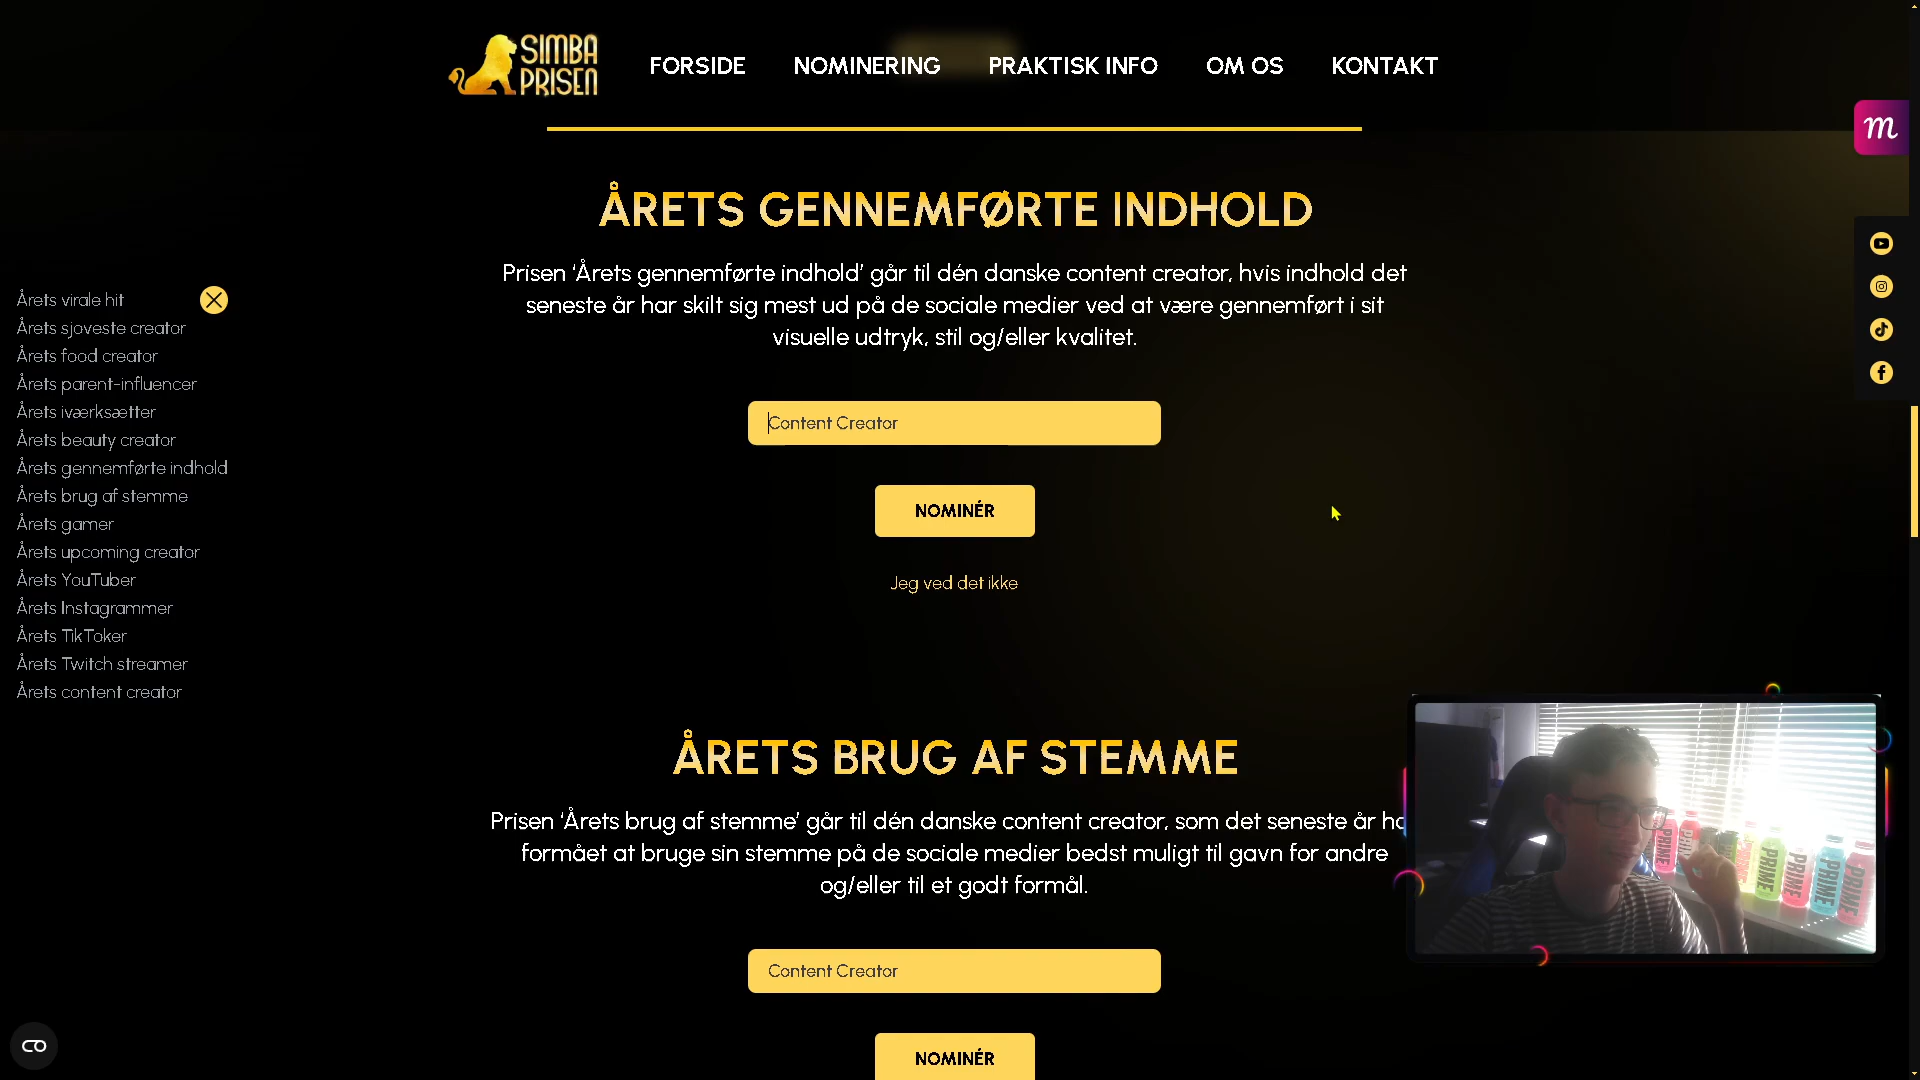 SIMBA
PRISEN
FORSIDE
NOMINERING
PRAKTISK INFO
OM OS
KONTAKT
m
ÅRETS GENNEMFØRTE INDHOLD
Prisen ‘Årets gennemførte indhold’ går til dén danske content creator, hvis indhold det
seneste år har skilt sig mest ud på de sociale medier ved at være gennemført i sit
visuelle udtryk, stil og/eller kvalitet.
Content Creator
NOMINÉR
Jeg ved det ikke
Årets virale hit
Årets sjoveste creator
Årets food creator
Årets parent-influencer
Årets iværksætter
Årets beauty creator
Årets gennemførte indhold
Årets brug af stemme
Årets gamer
Årets upcoming creator
Årets YouTuber
Årets Instagrammer
Årets TikToker
Årets Twitch streamer
Årets content creator
ÅRETS BRUG AF STEMME
Prisen ‘Årets brug af stemme’ går til dén danske content creator, som det seneste år ha
formået at bruge sin stemme på de sociale medier bedst muligt til gavn for andre
og/eller til et godt formål.
Content Creator
NOMINÉR
PRIME
PRIME
PRIME
PRIME
PRIME